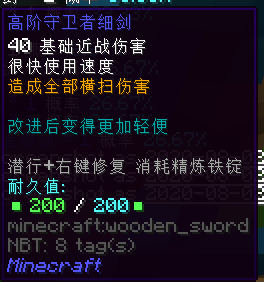 高阶守卫者细剑
40 基础近战伤害
很快使用速度
造成全部横扫伤害
改进后变得更加轻便
潜行+右键修复 消耗精炼铁锭
耐久值:
200 / 200
minecraft:wooden_sword
NBT: 8 tag(s)
Minecraft